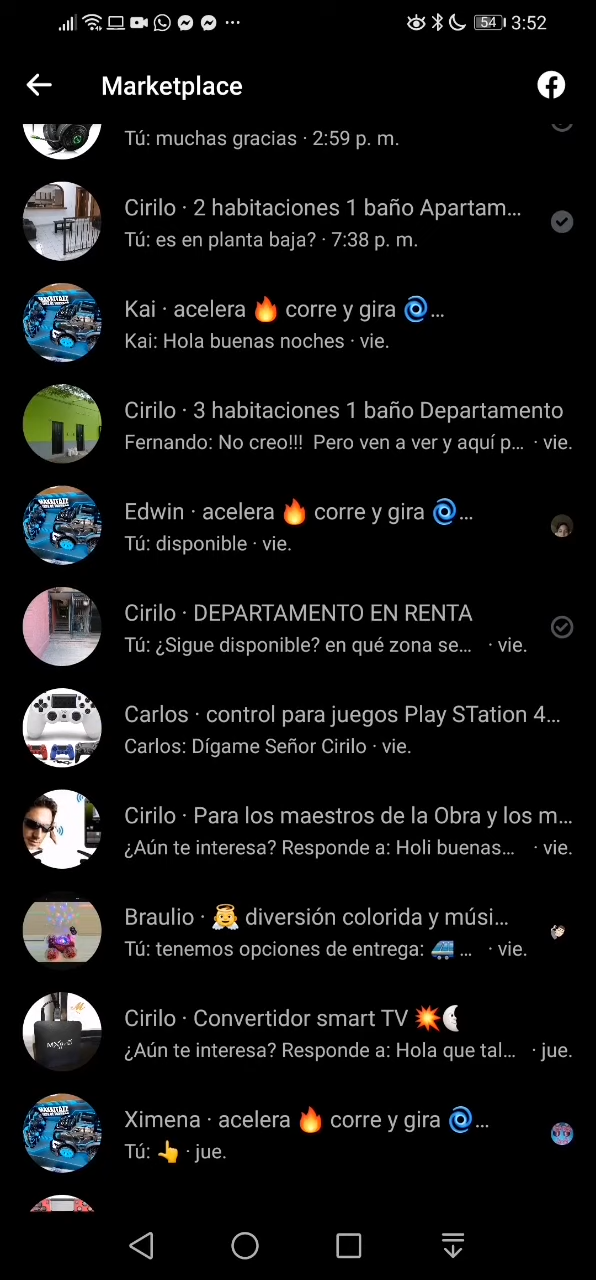 54 3:52
Marketplace
Tú: muchas gracias · 2:59 p. m.
Cirilo · 2 habitaciones 1 baño Apartam...
Tú: es en planta baja? · 7:38 p. m.
Kai · acelera 🔥 corre y gira 🌀...
Kai: Hola buenas noches · vie.
Cirilo · 3 habitaciones 1 baño Departamento
Fernando: No creo!!! Pero ven a ver y aquí p... · vie.
Edwin · acelera 🔥 corre y gira 🌀...
Tú: disponible · vie.
Cirilo · DEPARTAMENTO EN RENTA
Tú: ¿Sigue disponible? en qué zona se... · vie.
Carlos · control para juegos Play STation 4...
Carlos: Dígame Señor Cirilo · vie.
Cirilo · Para los maestros de la Obra y los m...
¿Aún te interesa? Responde a: Holi buenas... · vie.
Braulio · 👼 diversión colorida y músi...
Tú: tenemos opciones de entrega: 🚙 ... · vie.
Cirilo · Convertidor smart TV 💥🌜
¿Aún te interesa? Responde a: Hola que tal... · jue.
Ximena · acelera 🔥 corre y gira 🌀...
Tú: 👆 · jue.